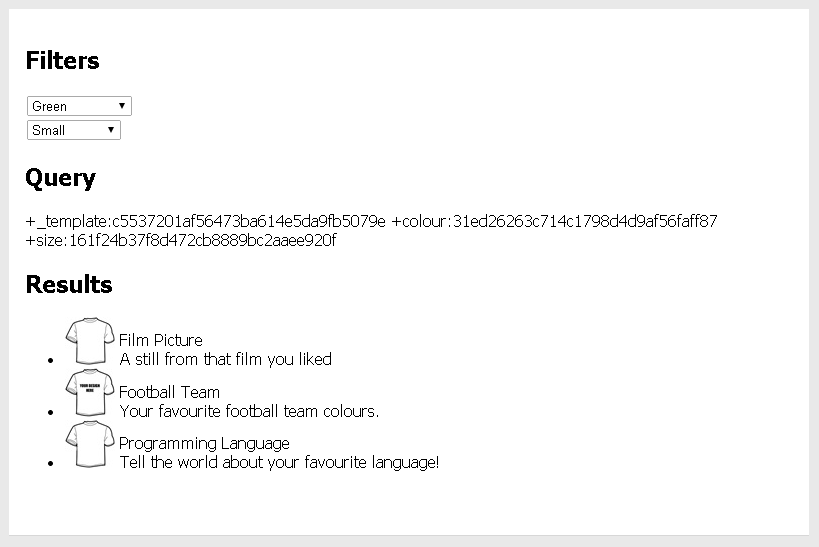 Filters
Green
Small
Query
+_template:c5537201af56473ba614e5da9fb5079e +colour:31ed26263c714c1798d4d9af56faff87
+size:161f24b37f8d472cb8889bc2aaee920f
Results
Film Picture
A still from that film you liked
YOUR DESIGN
HERE
Football Team
Your favourite football team colours.
Programming Language
Tell the world about your favourite language!